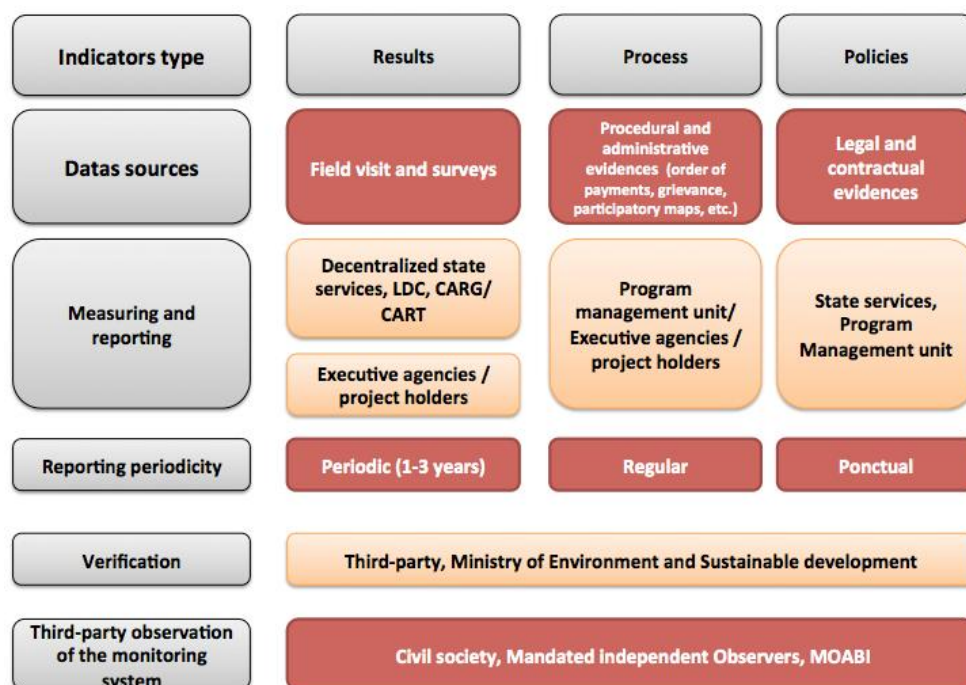 Indicators type
Results
Process
Policies
Datas sources
Field visit and surveys
Procedural and
administrative
evidences (order of
payments, grievance,
participatory maps, etc.)
Legal and
contractual
evidences
Measuring and
reporting
Decentralized state
services, LDC, CARG/
CART
Executive agencies /
project holders
Program
management unit/
Executive agencies /
project holders
State services,
Program
Management unit
Reporting periodicity
Periodic (1-3 years)
Regular
Ponctual
Verification
Third-party, Ministry of Environment and Sustainable development
Third-party observation
of the monitoring
system
Civil society, Mandated independent Observers, MOABI